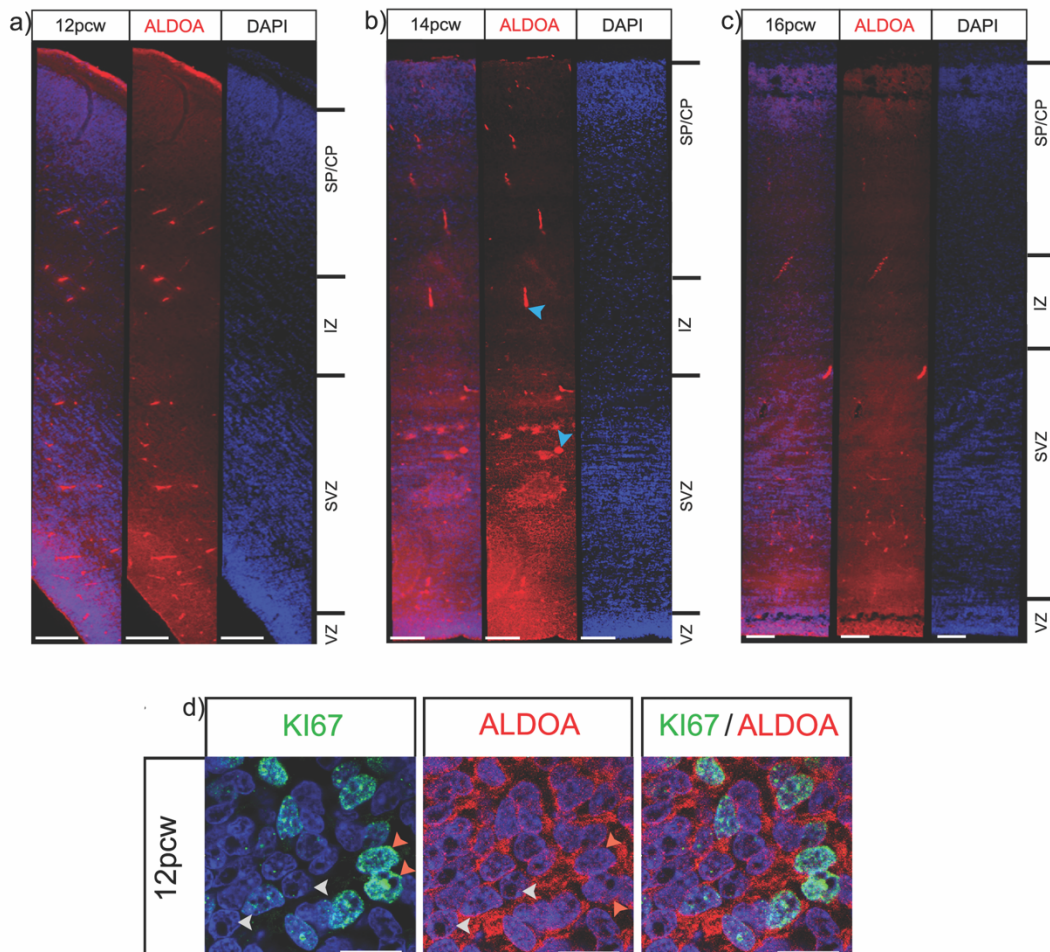 a) 12pcw ALDOA DAPI
SP/CP
IZ
SVZ
VZ
b) 14pcw ALDOA DAPI
SP/CP
IZ
SVZ
VZ
c) 16pcw ALDOA DAPI
SP/CP
IZ
SVZ
VZ
d) KI67 ALDOA KI67 / ALDOA
12pcw